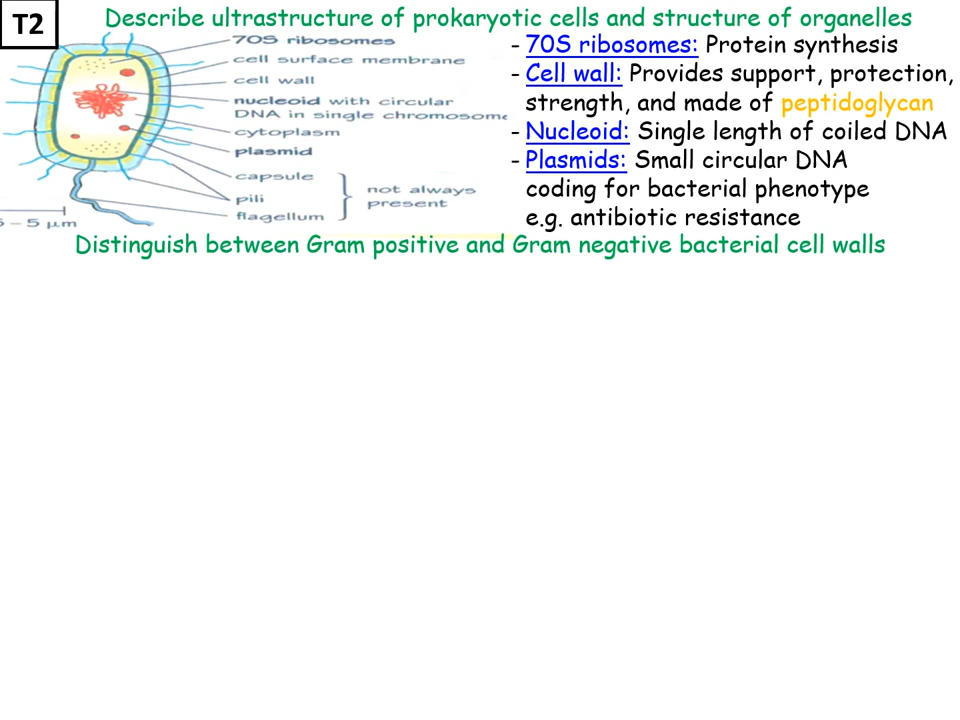 T2
Describe ultrastructure of prokaryotic cells and structure of organelles
70S ribosomes
cell surface membrane
cell wall
nucleoid with circular
DNA in single chromosome
cytoplasm
plasmid
capsule
pili
flagellum
not always
present
– 5 µm
- 70S ribosomes: Protein synthesis
- Cell wall: Provides support, protection,
strength, and made of peptidoglycan
- Nucleoid: Single length of coiled DNA
- Plasmids: Small circular DNA
coding for bacterial phenotype
e.g. antibiotic resistance
Distinguish between Gram positive and Gram negative bacterial cell walls